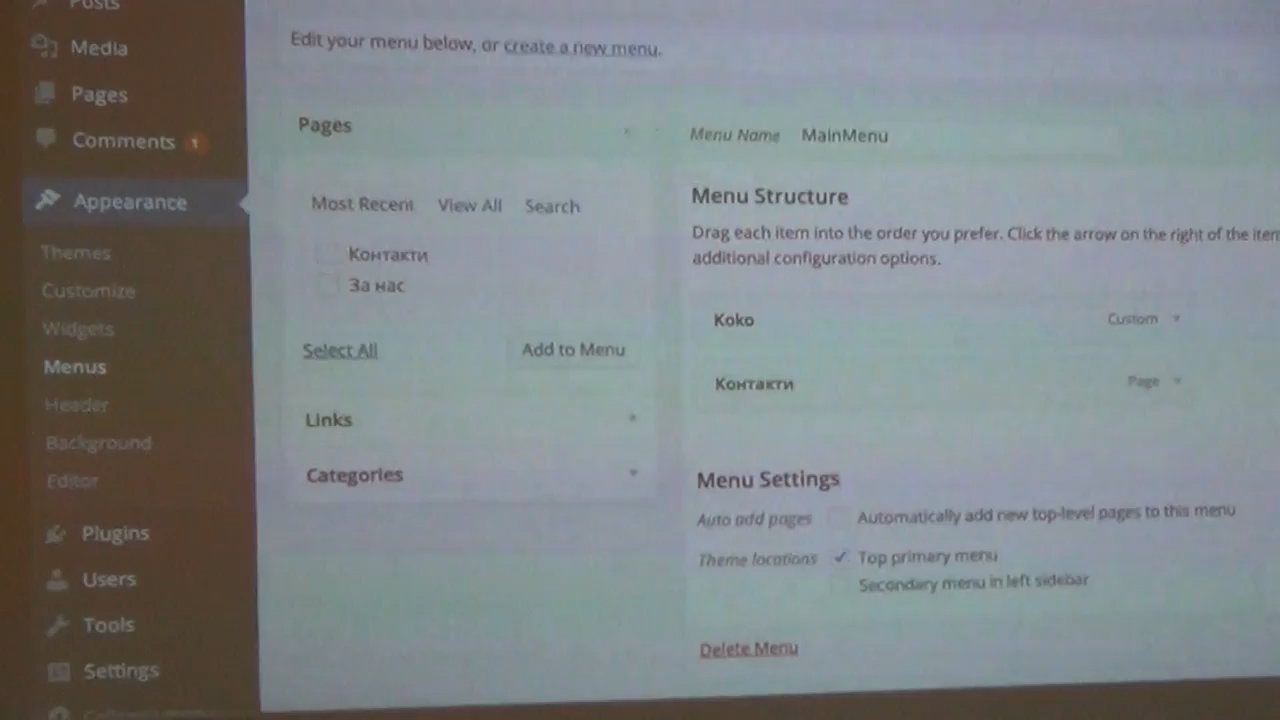 Posts
Media
Pages
Comments 1
Appearance
Themes
Customize
Widgets
Menus
Header
Background
Editor
Plugins
Users
Tools
Settings
Edit your menu below, or create a new menu.
Pages
Most Recent View All Search
Контакти
За нас
Select All Add to Menu
Links
Categories
Menu Name MainMenu
Menu Structure
Drag each item into the order you prefer. Click the arrow on the right of the item
additional configuration options.
Koko Custom
Контакти Page
Menu Settings
Auto add pages Automatically add new top-level pages to this menu
Theme locations Top primary menu
Secondary menu in left sidebar
Delete Menu